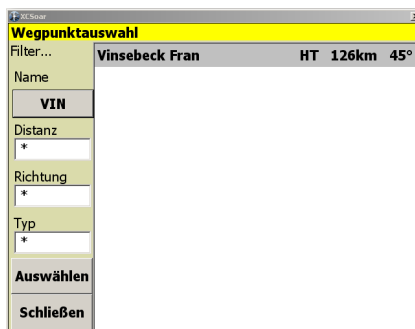 XCSoar
Wegpunktauswahl
Filter...
Vinsebeck Fran HT 126km 45°
Name
VIN
Distanz
*
Richtung
*
Typ
*
Auswählen
Schließen